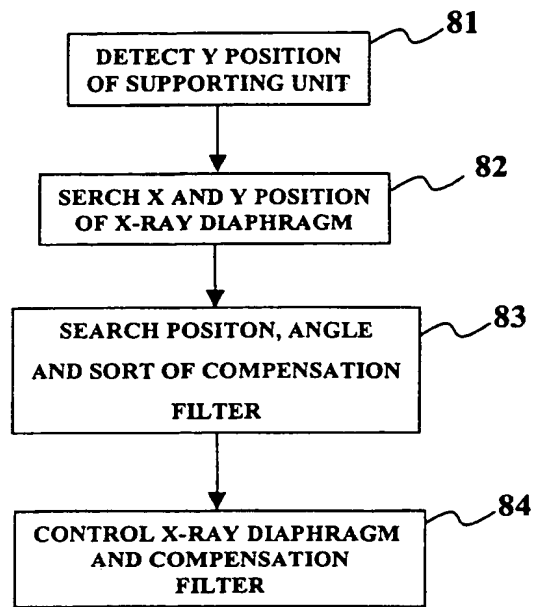 81
DETECT Y POSITION
OF SUPPORTING UNIT
82
SERCH X AND Y POSITION
OF X-RAY DIAPHRAGM
83
SEARCH POSITON, ANGLE
AND SORT OF COMPENSATION
FILTER
84
CONTROL X-RAY DIAPHRAGM
AND COMPENSATION
FILTER